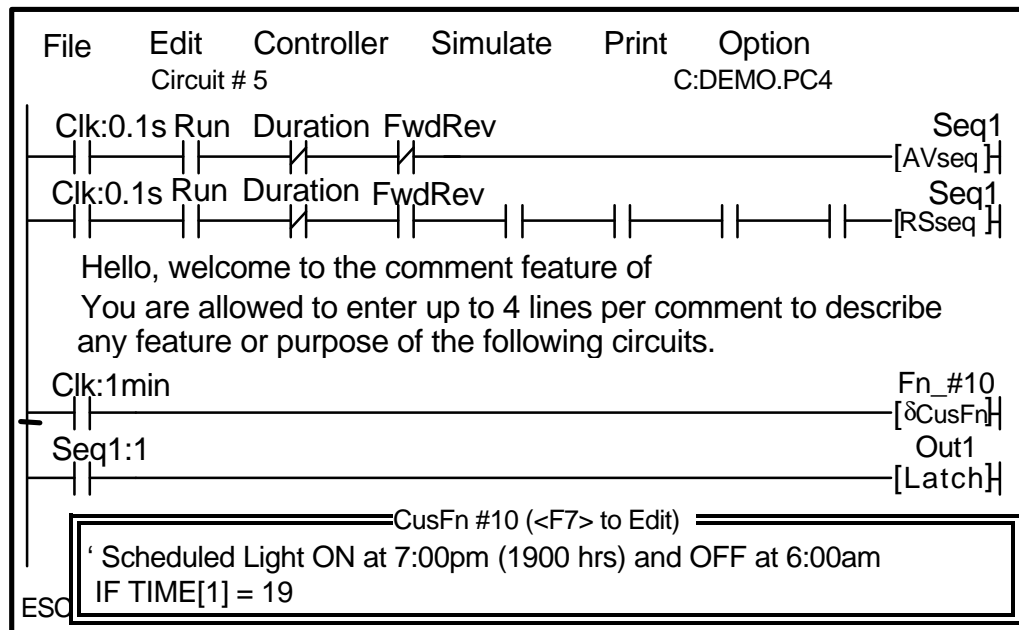 File Edit Controller Simulate Print Option
Circuit # 5 C:DEMO.PC4
Clk:0.1s Run Duration FwdRev Seq1
[AVseq]
Clk:0.1s Run Duration FwdRev Seq1
[RSseq]
Hello, welcome to the comment feature of
You are allowed to enter up to 4 lines per comment to describe
any feature or purpose of the following circuits.
Clk:1min Fn_#10
[δCusFn]
Seq1:1 Out1
[Latch]
CusFn #10 (<F7> to Edit)
‘ Scheduled Light ON at 7:00pm (1900 hrs) and OFF at 6:00am
IF TIME[1] = 19
ESC